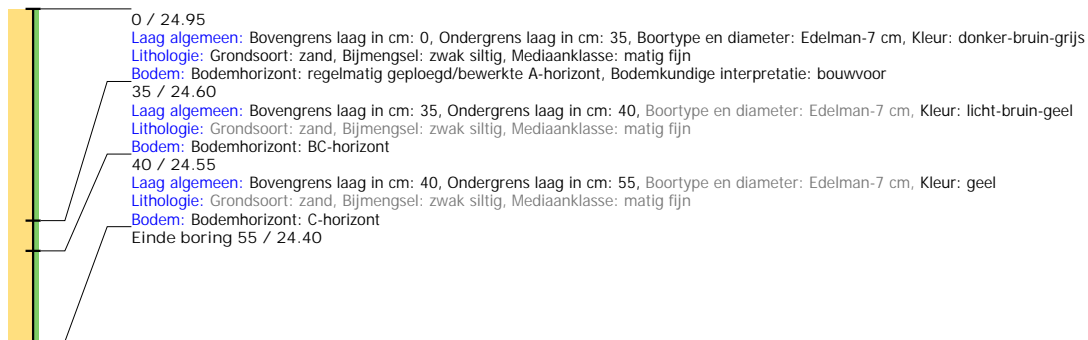 0 / 24.95
Laag algemeen: Bovengrens laag in cm: 0, Ondergrens laag in cm: 35, Boortype en diameter: Edelman-7 cm, Kleur: donker-bruin-grijs
Lithologie: Grondsoort: zand, Bijmengsel: zwak siltig, Mediaanklasse: matig fijn
Bodem: Bodemhorizont: regelmatig geploegd/bewerkte A-horizont, Bodemkundige interpretatie: bouwvoor
35 / 24.60
Laag algemeen: Bovengrens laag in cm: 35, Ondergrens laag in cm: 40, Boortype en diameter: Edelman-7 cm, Kleur: licht-bruin-geel
Lithologie: Grondsoort: zand, Bijmengsel: zwak siltig, Mediaanklasse: matig fijn
Bodem: Bodemhorizont: BC-horizont
40 / 24.55
Laag algemeen: Bovengrens laag in cm: 40, Ondergrens laag in cm: 55, Boortype en diameter: Edelman-7 cm, Kleur: geel
Lithologie: Grondsoort: zand, Bijmengsel: zwak siltig, Mediaanklasse: matig fijn
Bodem: Bodemhorizont: C-horizont
Einde boring 55 / 24.40